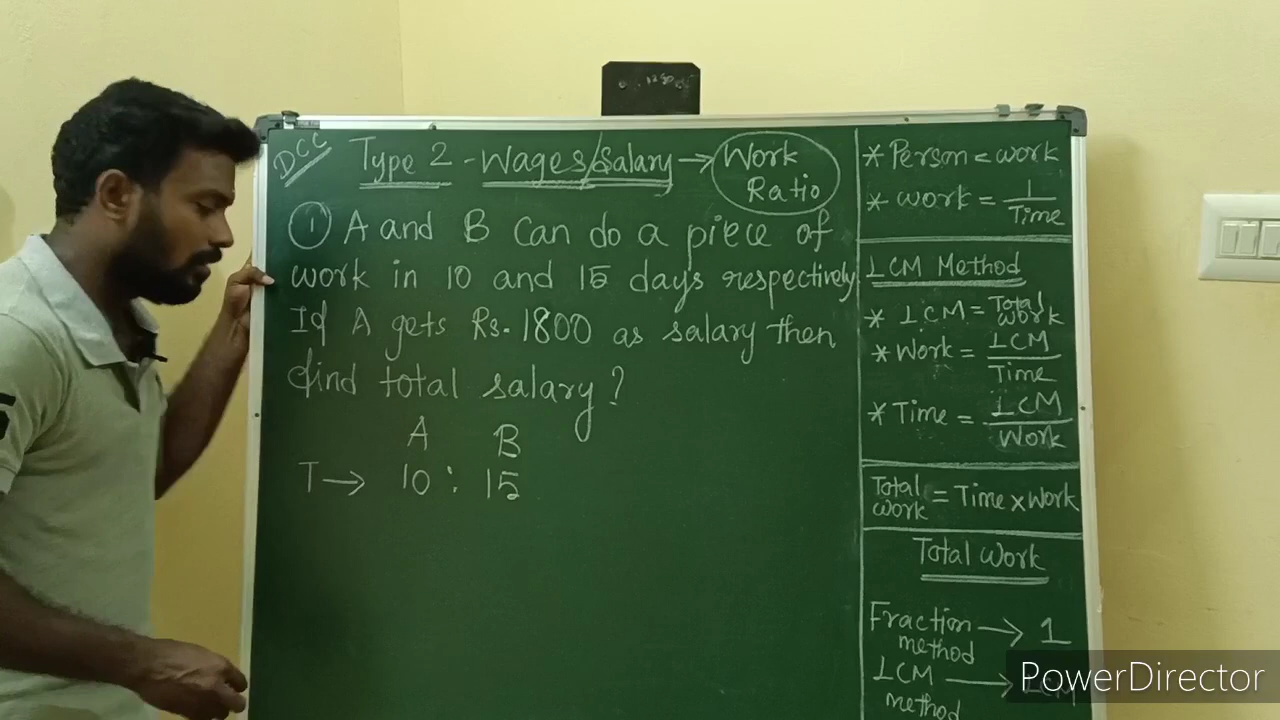 DCC
Type 2 - Wages/Salary → Work
Ratio
① A and B can do a piece of
work in 10 and 15 days respectively
If A gets Rs. 1800 as salary then
find total salary?
A B
T → 10 : 15
* Person < work
* work = 1
Time
LCM Method
* LCM = Total
work
* Work = LCM
Time
* Time = LCM
Work
Total
work = Time x Work
Total Work
Fraction
method → 1
LCM
method →
PowerDirector